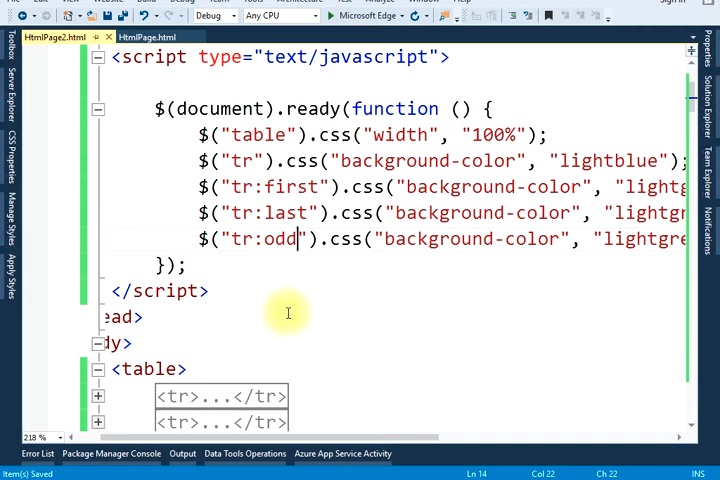 Debug
Any CPU
Microsoft Edge
HtmlPage2.html
HtmlPage.html
<script type="text/javascript">
$(document).ready(function () {
$("table").css("width", "100%");
$("tr").css("background-color", "lightblue");
$("tr:first").css("background-color", "lightg
$("tr:last").css("background-color", "lightgr
$("tr:odd").css("background-color", "lightgre
});
</script>
ead>
dy>
<table>
<tr>...</tr>
<tr>...</tr>
218 %
Toolbox
Server Explorer
CSS Properties
Manage Styles
Apply Styles
Properties
Solution Explorer
Team Explorer
Notifications
Error List
Package Manager Console
Output
Data Tools Operations
Azure App Service Activity
Item(s) Saved
Ln 14
Col 22
Ch 22
INS